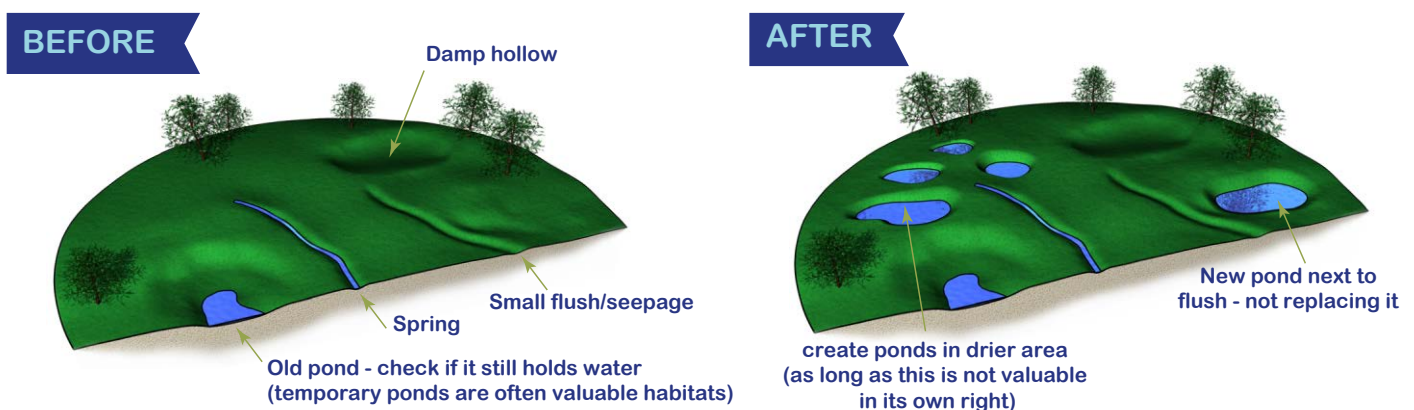 BEFORE
Damp hollow
Small flush/seepage
Spring
Old pond - check if it still holds water
(temporary ponds are often valuable habitats)
AFTER
New pond next to
flush - not replacing it
create ponds in drier area
(as long as this is not valuable
in its own right)